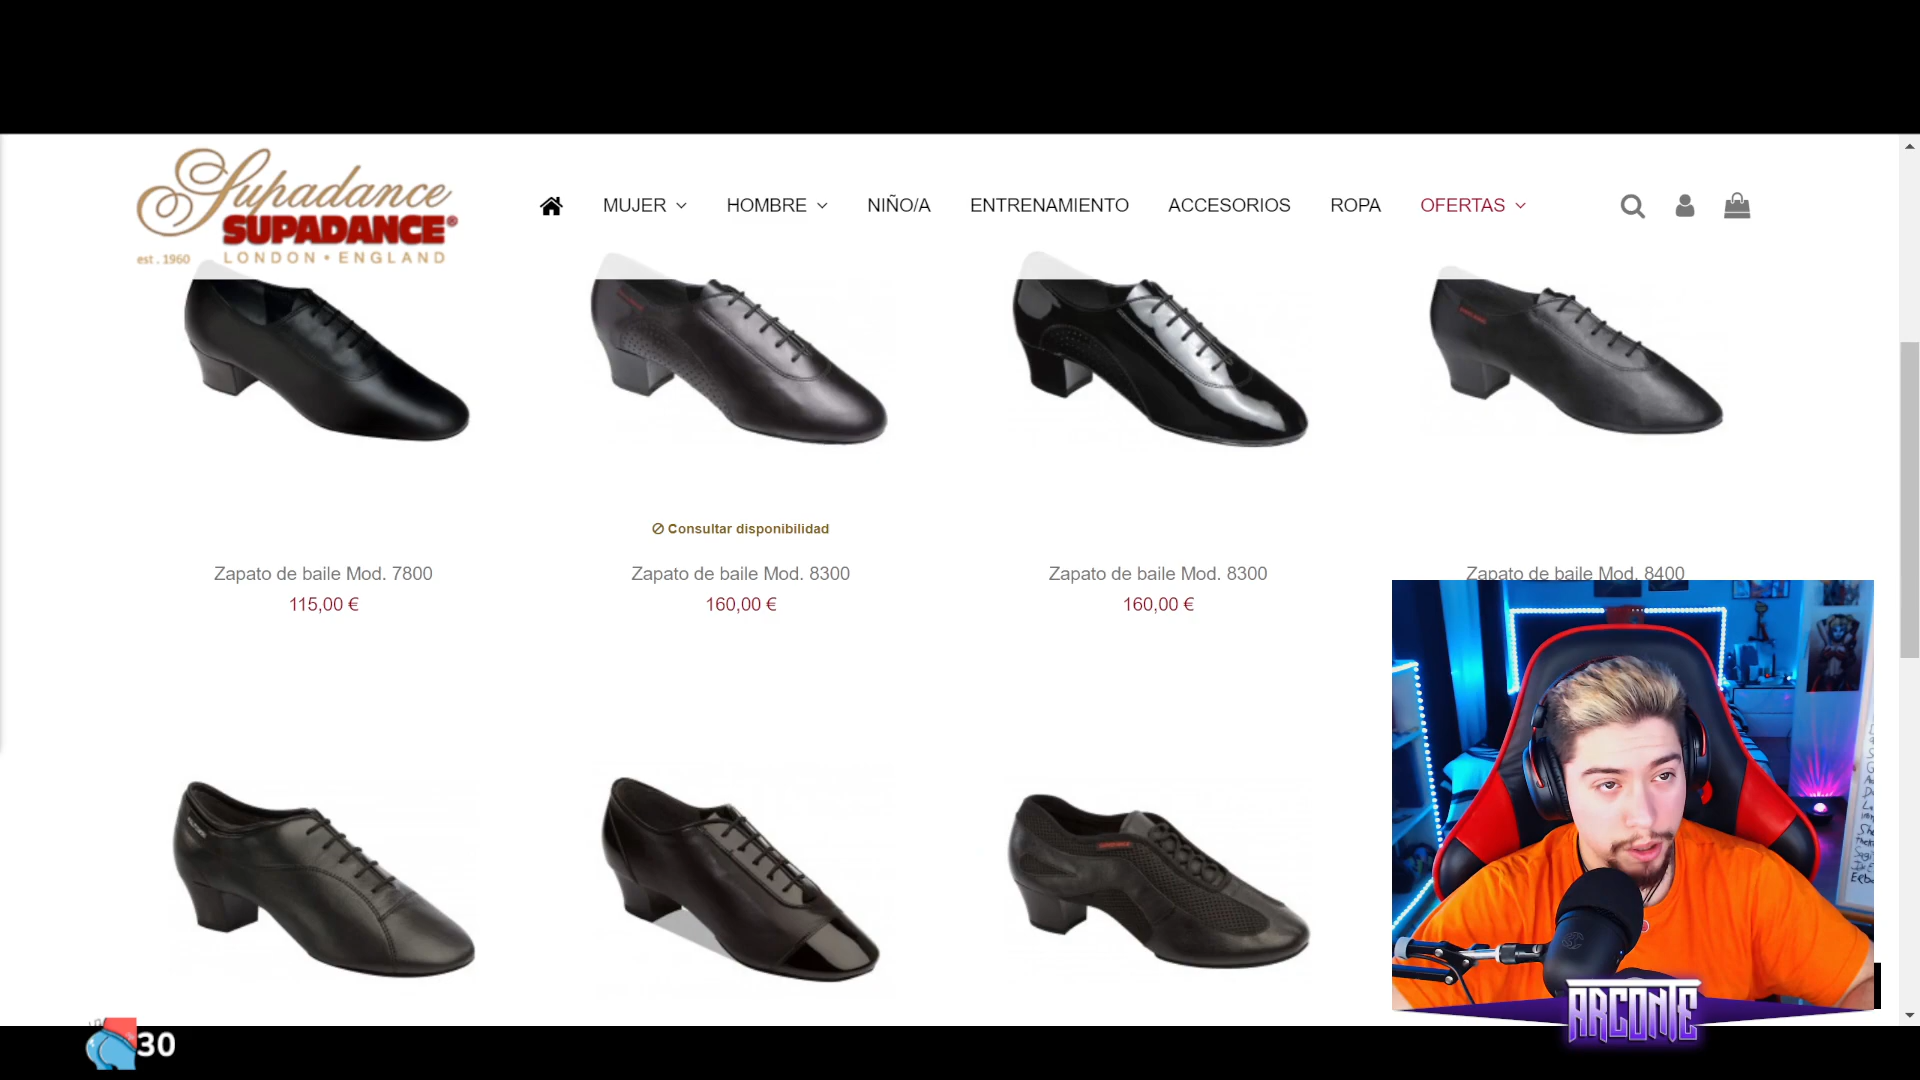 Supadance
SUPADANCE®
est. 1960 LONDON • ENGLAND
MUJER HOMBRE NIÑO/A ENTRENAMIENTO ACCESORIOS ROPA OFERTAS
Consultar disponibilidad
Zapato de baile Mod. 7800
115,00 €
Zapato de baile Mod. 8300
160,00 €
Zapato de baile Mod. 8300
160,00 €
Zapato de baile Mod. 8400
ARCONTE
30